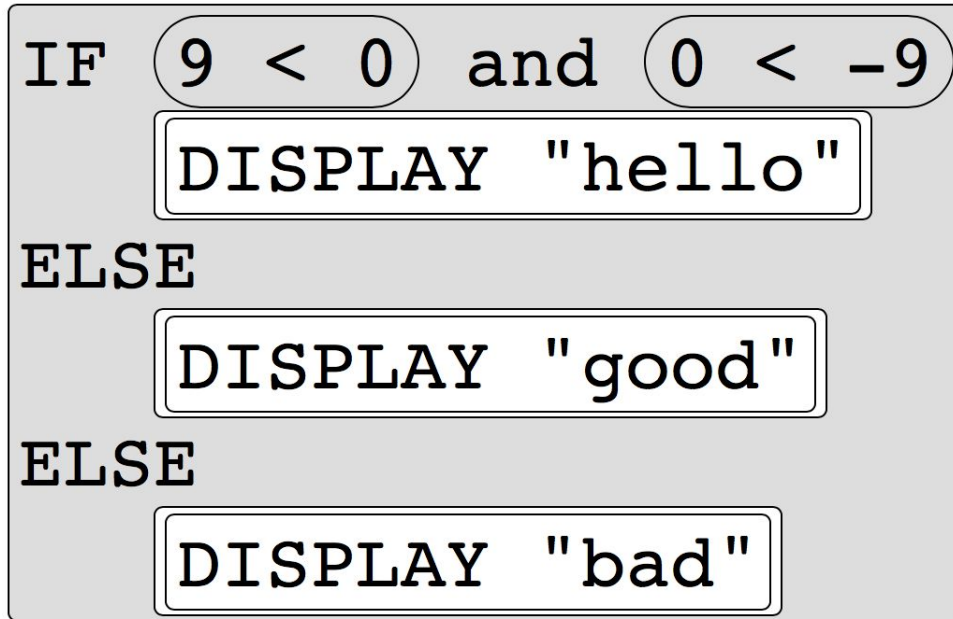 IF 9 < 0 and 0 < -9
DISPLAY "hello"
ELSE
DISPLAY "good"
ELSE
DISPLAY "bad"